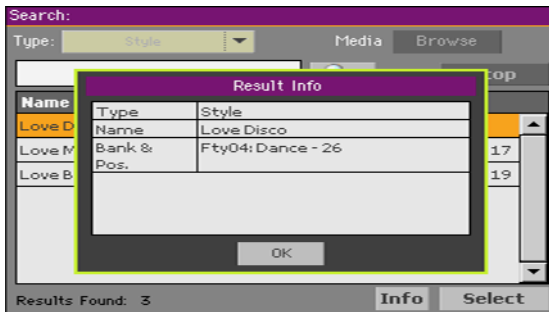 Search:
Type: Style Media Browse
Result Info
Name
Type Style
Love D
Name Love Disco
Love M
Bank & Fty04: Dance - 26
Pos.
17
Love B
19
OK
Results Found: 3 Info Select